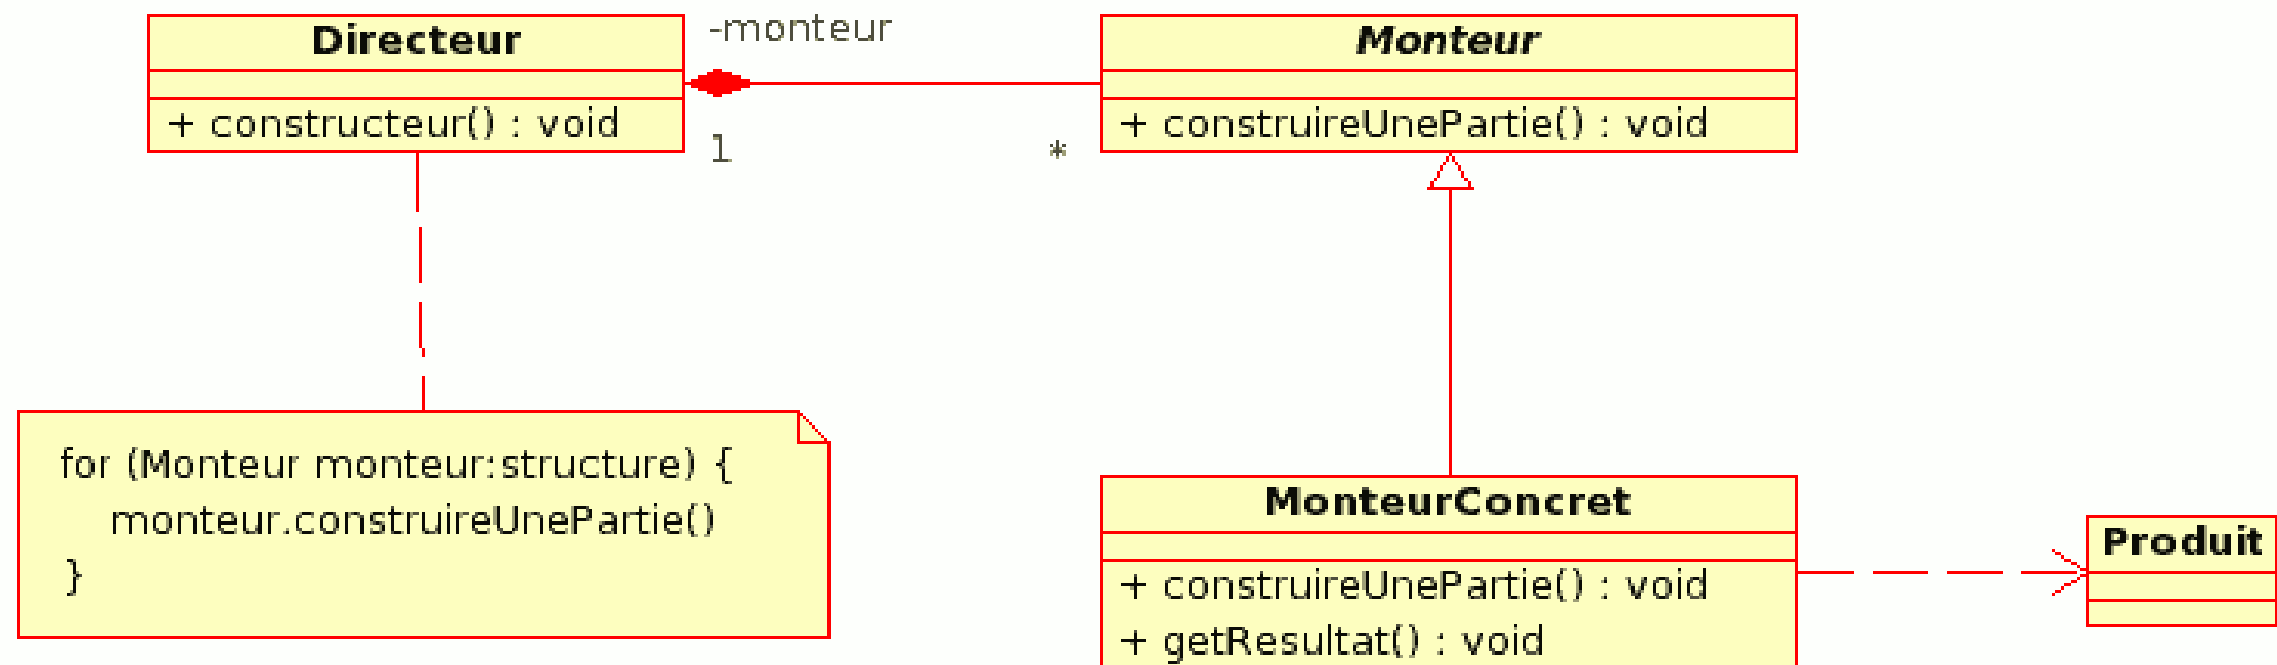 Directeur
+ constructeur() : void
-monteur
1
*
Monteur
+ construireUnePartie() : void
for (Monteur monteur:structure) {
monteur.construireUnePartie()
}
MonteurConcret
+ construireUnePartie() : void
+ getResultat() : void
Produit